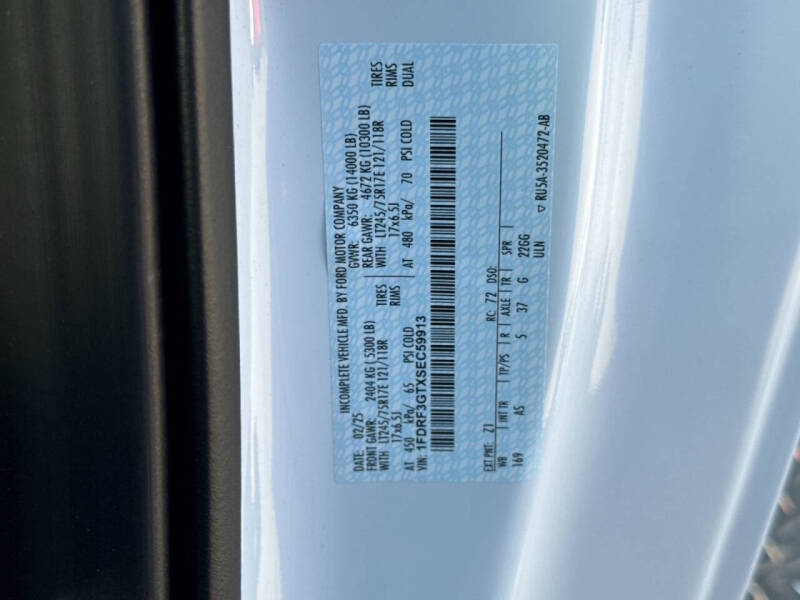 INCOMPLETE VEHICLE MFD. BY FORD MOTOR COMPANY
DATE: 02/25 GVWR: 6350 KG (14000 LB)
FRONT GAWR: 2404 KG (5300 LB) REAR GAWR: 4672 KG (10300 LB)
WITH LT245/75R17E 121/118R TIRES WITH LT245/75R17E 121/118R TIRES
17x6.5J RIMS 17x6.5J RIMS
AT 450 kPa/ 65 PSI COLD AT 480 kPa/ 70 PSI COLD DUAL
VIN: 1FDRF3GTXSEC59913
EXT PNT: Z1 RC: 72 DSO:
WB INT TR TP/PS R AXLE TR SPR
169 AS 5 37 G 22GG
ULN
▽ RU5A-3520472-AB